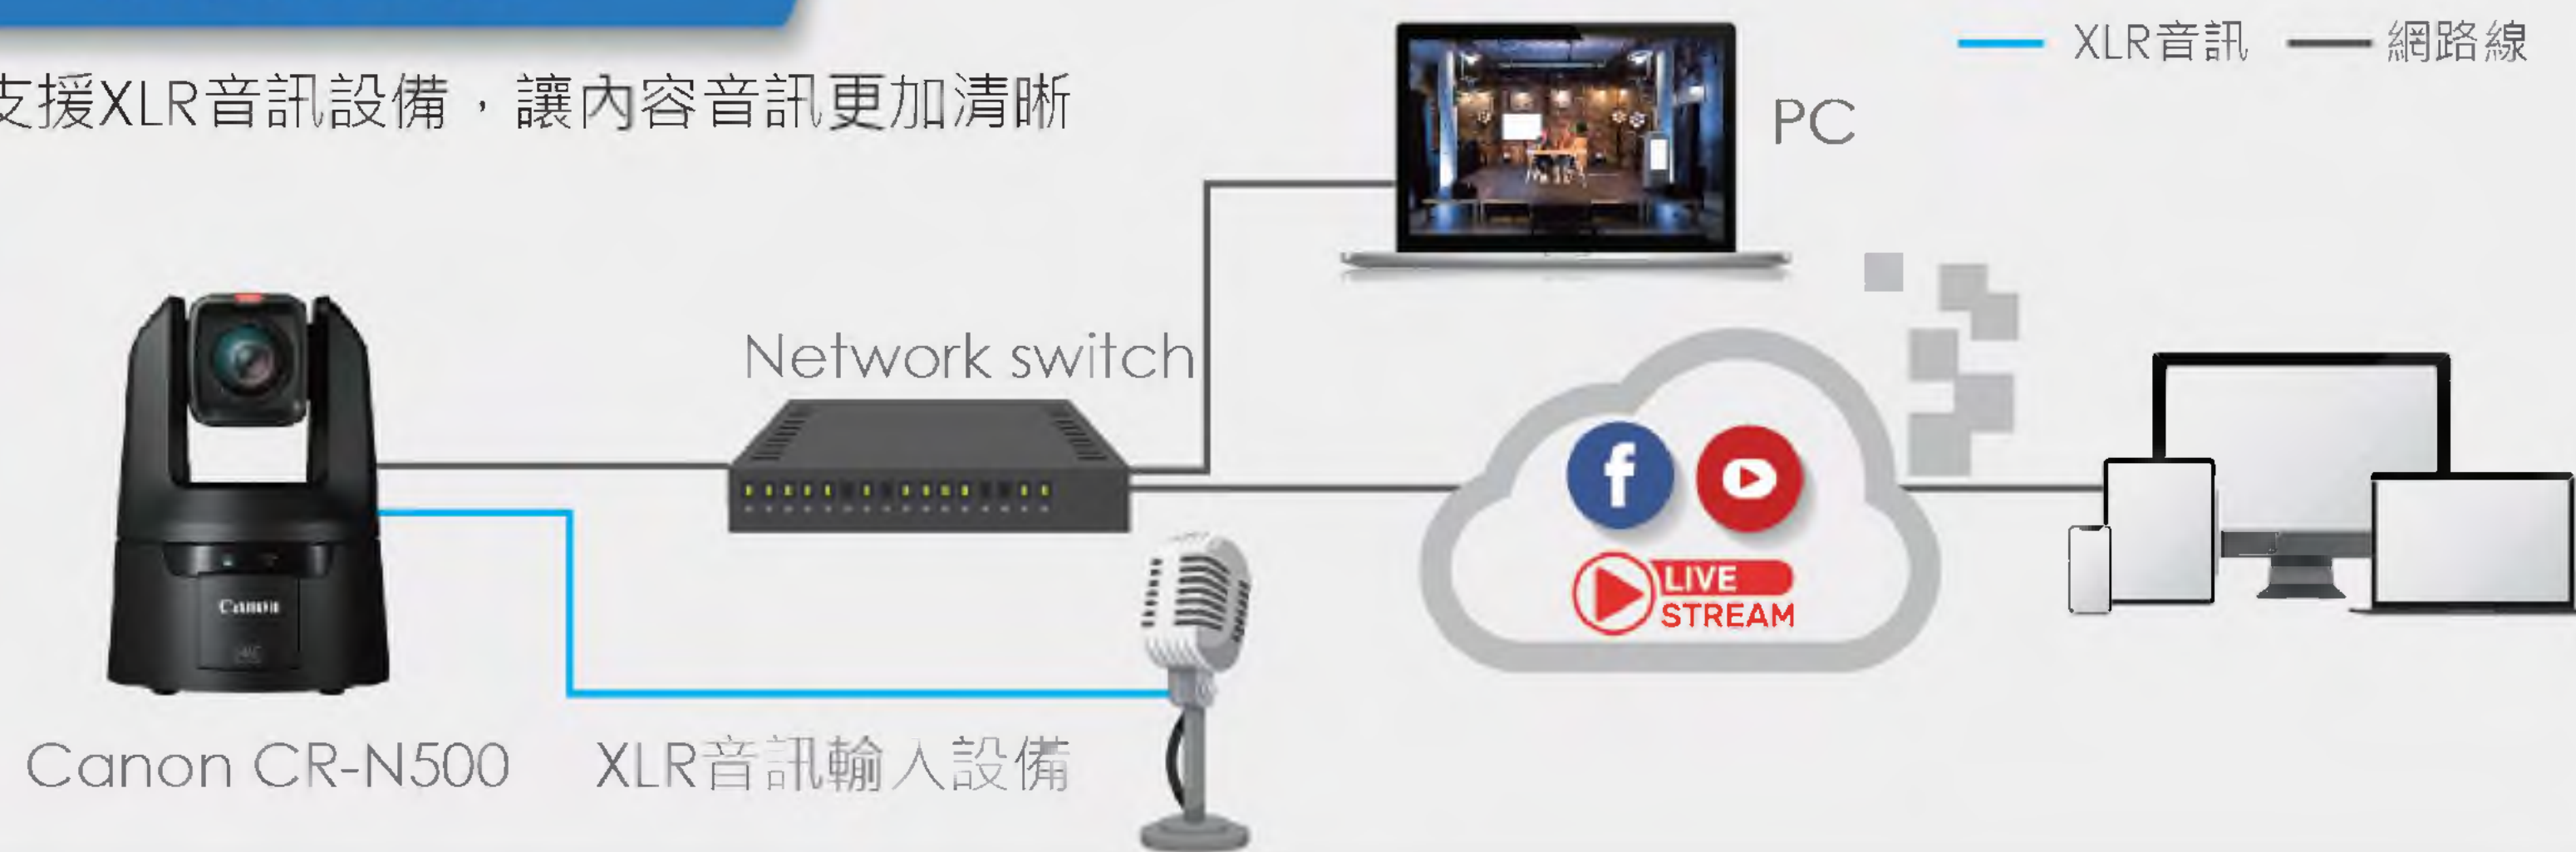 XLR音訊 網路線
支援XLR音訊設備，讓內容音訊更加清晰
PC
Network switch
f
LIVE
STREAM
Canon
Canon CR-N500
XLR音訊輸入設備